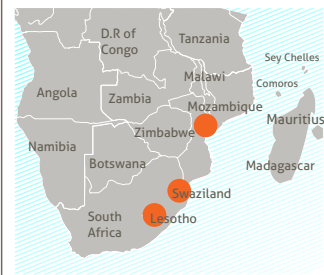 D.R of
Congo
Tanzania
Sey Chelles
Malawi
Comoros
Angola
Zambia
Mozambique
Mauritius
Zimbabwe
Namibia
Botswana
Madagascar
Swaziland
South
Africa
Lesotho